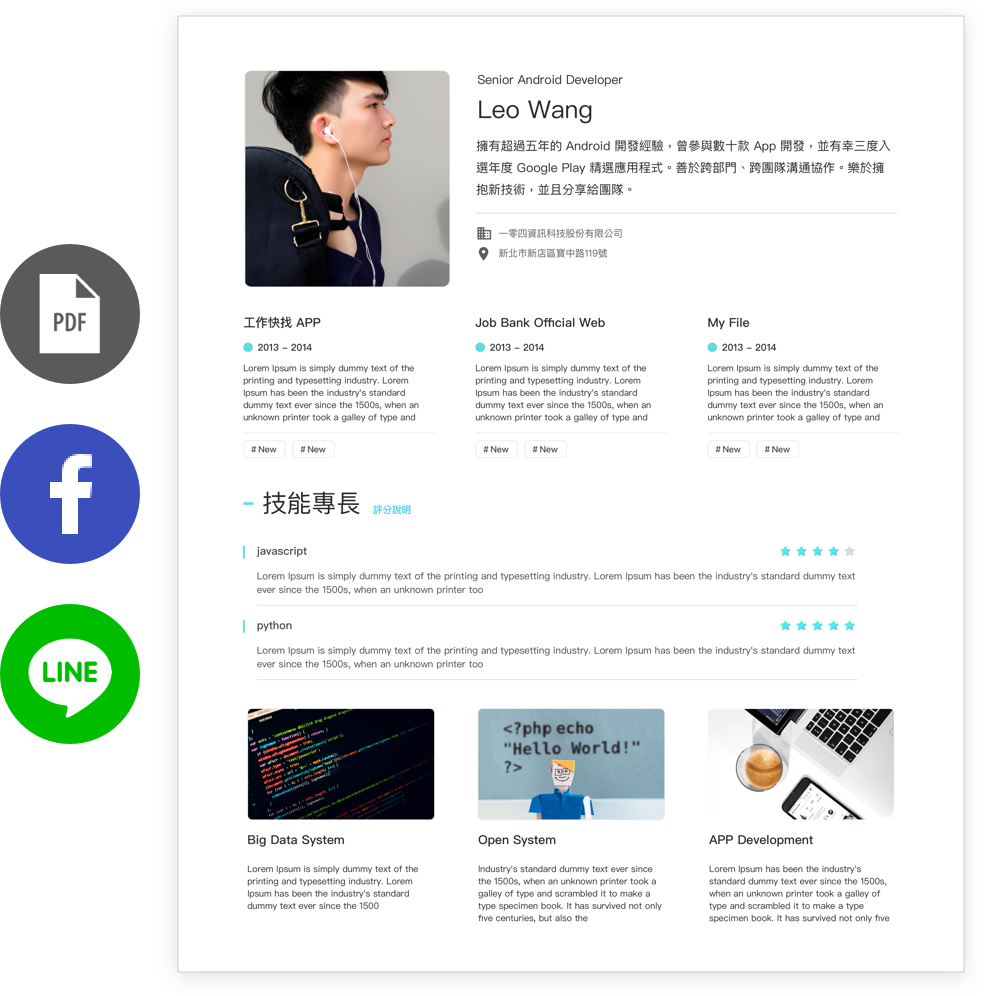 Senior Android Developer
Leo Wang
擁有超過五年的 Android 開發經驗，曾參與數十款 App 開發，並有幸三度入
選年度 Google Play 精選應用程式。善於跨部門、跨團隊溝通協作。樂於擁
抱新技術，並且分享給團隊。
一零四資訊科技股份有限公司
新北市新店區寶中路119號
PDF
LINE
工作快找 APP
2013 – 2014
Lorem Ipsum is simply dummy text of the
printing and typesetting industry. Lorem
Ipsum has been the industry's standard
dummy text ever since the 1500s, when an
unknown printer took a galley of type and
# New # New
Job Bank Official Web
2013 – 2014
Lorem Ipsum is simply dummy text of the
printing and typesetting industry. Lorem
Ipsum has been the industry's standard
dummy text ever since the 1500s, when an
unknown printer took a galley of type and
# New # New
My File
2013 – 2014
Lorem Ipsum is simply dummy text of the
printing and typesetting industry. Lorem
Ipsum has been the industry's standard
dummy text ever since the 1500s, when an
unknown printer took a galley of type and
# New # New
技能專長 評分說明
javascript
Lorem Ipsum is simply dummy text of the printing and typesetting industry. Lorem Ipsum has been the industry's standard dummy text
ever since the 1500s, when an unknown printer too
python
Lorem Ipsum is simply dummy text of the printing and typesetting industry. Lorem Ipsum has been the industry's standard dummy text
ever since the 1500s, when an unknown printer too
<?php echo
"Hello World!"
?>
Big Data System
Lorem Ipsum is simply dummy text of the
printing and typesetting industry. Lorem
Ipsum has been the industry's standard
dummy text ever since the 1500
Open System
Industry's standard dummy text ever since
the 1500s, when an unknown printer took a
galley of type and scrambled it to make a
type specimen book. It has survived not only
five centuries, but also the
APP Development
Lorem Ipsum has been the industry's
standard dummy text ever since the 1500s,
when an unknown printer took a galley of
type and scrambled it to make a type
specimen book. It has survived not only five